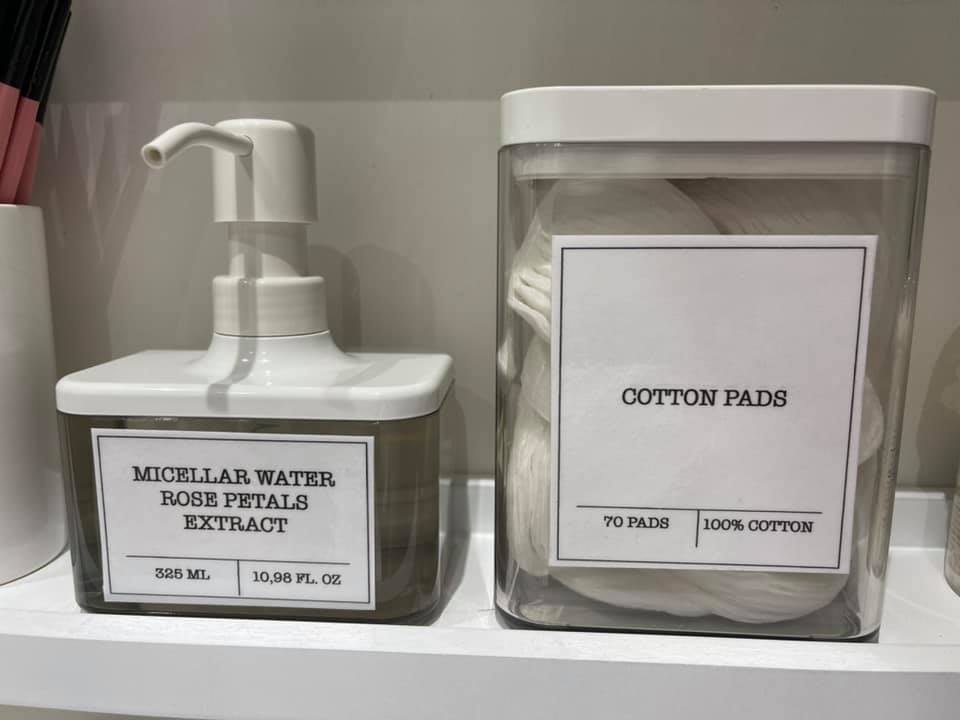 MICELLAR WATER
ROSE PETALS
EXTRACT
325 ML
10,98 FL. OZ
COTTON PADS
70 PADS
100% COTTON